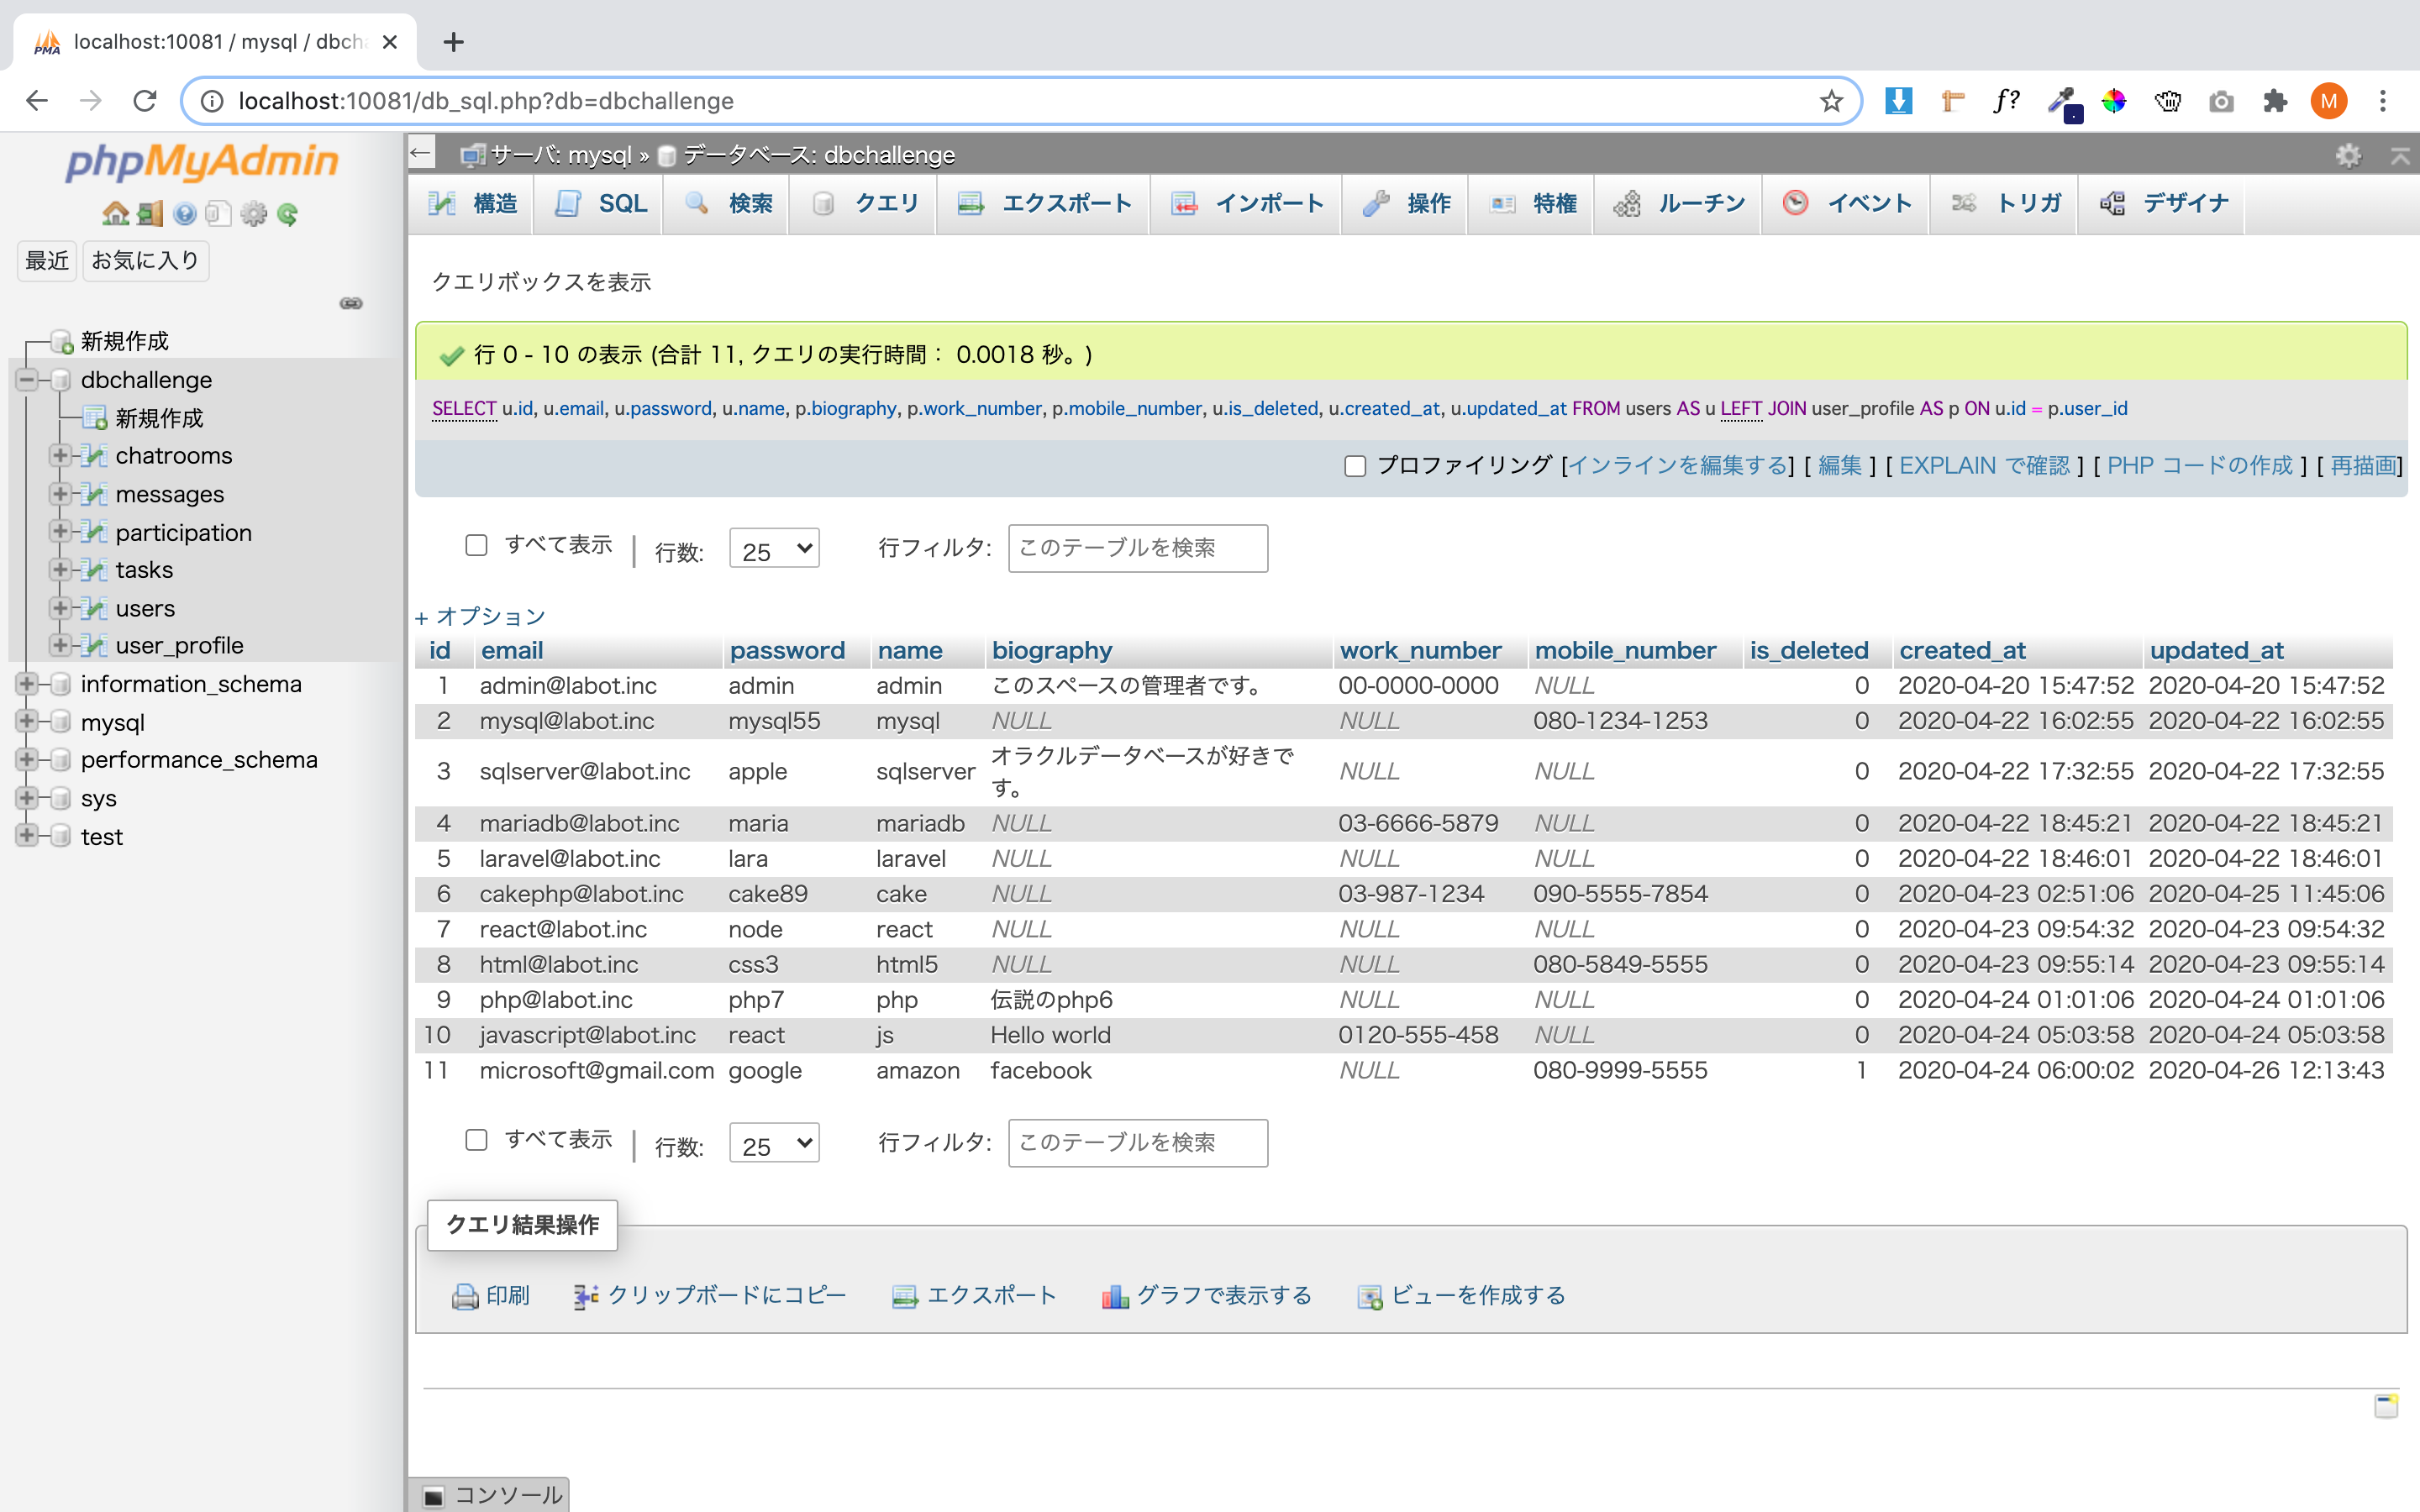 localhost:10081 / mysql / dbch
localhost:10081/db_sql.php?db=dbchallenge
f?
M
phpMyAdmin
最近 お気に入り
新規作成
dbchallenge
新規作成
chatrooms
messages
participation
tasks
users
user_profile
information_schema
mysql
performance_schema
sys
test
サーバ: mysql » データベース: dbchallenge
構造 SQL 検索 クエリ エクスポート インポート 操作 特権 ルーチン イベント トリガ デザイナ
クエリボックスを表示
行 0 - 10 の表示 (合計 11, クエリの実行時間： 0.0018 秒。)
SELECT u.id, u.email, u.password, u.name, p.biography, p.work_number, p.mobile_number, u.is_deleted, u.created_at, u.updated_at FROM users AS u LEFT JOIN user_profile AS p ON u.id = p.user_id
プロファイリング [インラインを編集する] [ 編集 ] [ EXPLAIN で確認 ] [ PHP コードの作成 ] [ 再描画]
すべて表示 | 行数: 25 行フィルタ: このテーブルを検索
+ オプション
id email password name biography work_number mobile_number is_deleted created_at updated_at
1 admin@labot.inc admin admin このスペースの管理者です。 00-0000-0000 NULL 0 2020-04-20 15:47:52 2020-04-20 15:47:52
2 mysql@labot.inc mysql55 mysql NULL NULL 080-1234-1253 0 2020-04-22 16:02:55 2020-04-22 16:02:55
3 sqlserver@labot.inc apple sqlserver オラクルデータベースが好きで
す。 NULL NULL 0 2020-04-22 17:32:55 2020-04-22 17:32:55
4 mariadb@labot.inc maria mariadb NULL 03-6666-5879 NULL 0 2020-04-22 18:45:21 2020-04-22 18:45:21
5 laravel@labot.inc lara laravel NULL NULL NULL 0 2020-04-22 18:46:01 2020-04-22 18:46:01
6 cakephp@labot.inc cake89 cake NULL 03-987-1234 090-5555-7854 0 2020-04-23 02:51:06 2020-04-25 11:45:06
7 react@labot.inc node react NULL NULL NULL 0 2020-04-23 09:54:32 2020-04-23 09:54:32
8 html@labot.inc css3 html5 NULL NULL 080-5849-5555 0 2020-04-23 09:55:14 2020-04-23 09:55:14
9 php@labot.inc php7 php 伝説のphp6 NULL NULL 0 2020-04-24 01:01:06 2020-04-24 01:01:06
10 javascript@labot.inc react js Hello world 0120-555-458 NULL 0 2020-04-24 05:03:58 2020-04-24 05:03:58
11 microsoft@gmail.com google amazon facebook NULL 080-9999-5555 1 2020-04-24 06:00:02 2020-04-26 12:13:43
すべて表示 | 行数: 25 行フィルタ: このテーブルを検索
クエリ結果操作
印刷 クリップボードにコピー エクスポート グラフで表示する ビューを作成する
コンソール